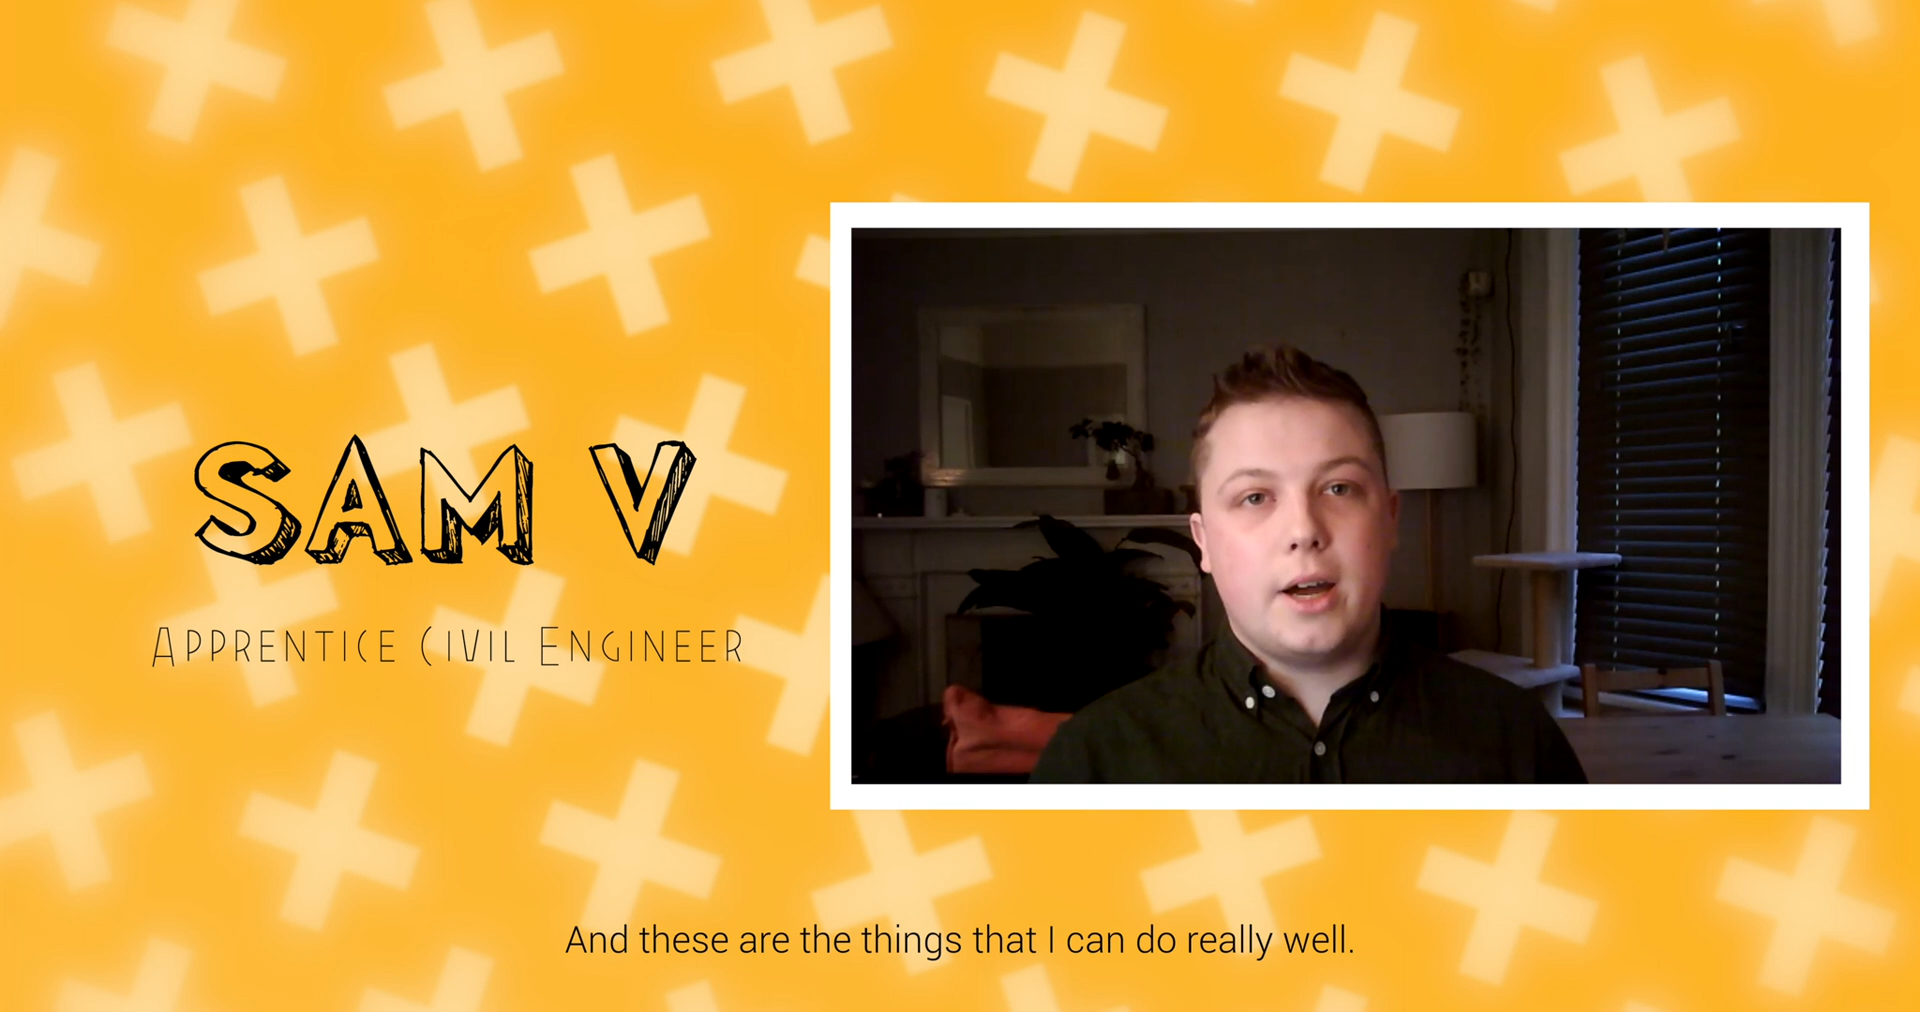 SAM V
APPRENTICE CIVIL ENGINEER
And these are the things that I can do really well.